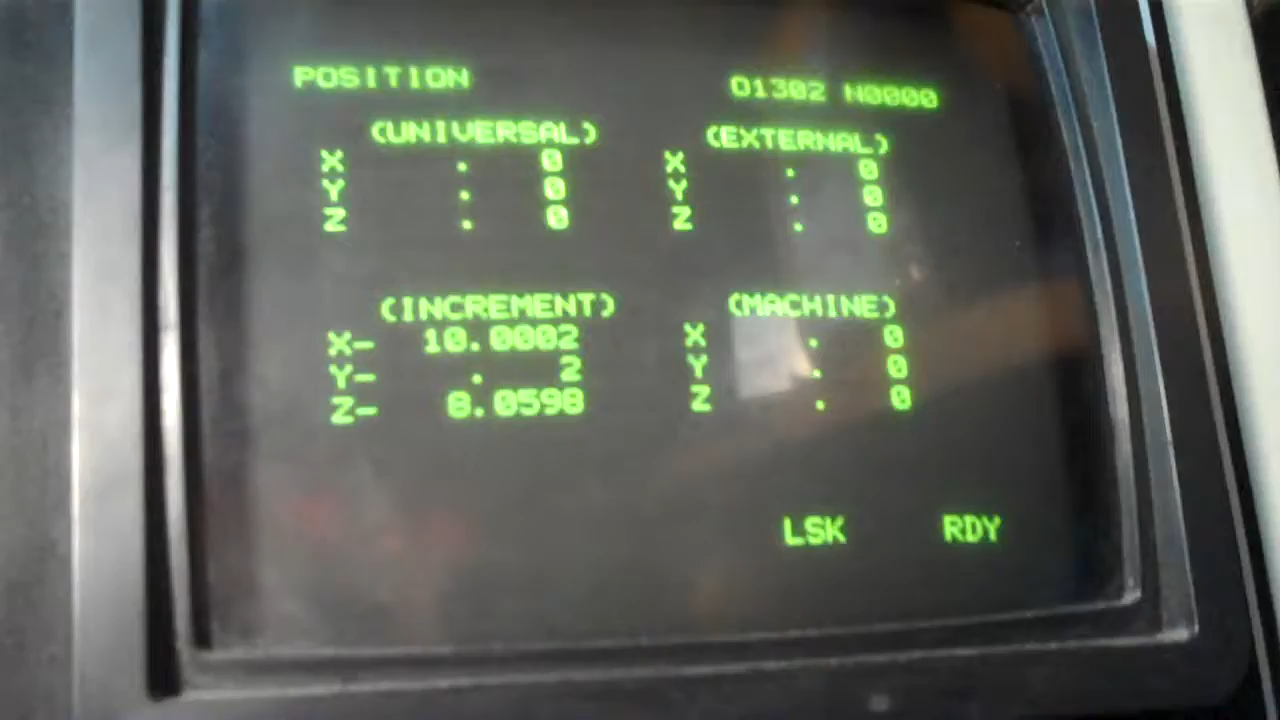 POSITION O1302 N0000
(UNIVERSAL) (EXTERNAL)
X . 0 X . 0
Y . 0 Y . 0
Z . 0 Z . 0
(INCREMENT) (MACHINE)
X- 10.0002 X . 0
Y- . 2 Y . 0
Z- 8.0598 Z . 0
LSK RDY